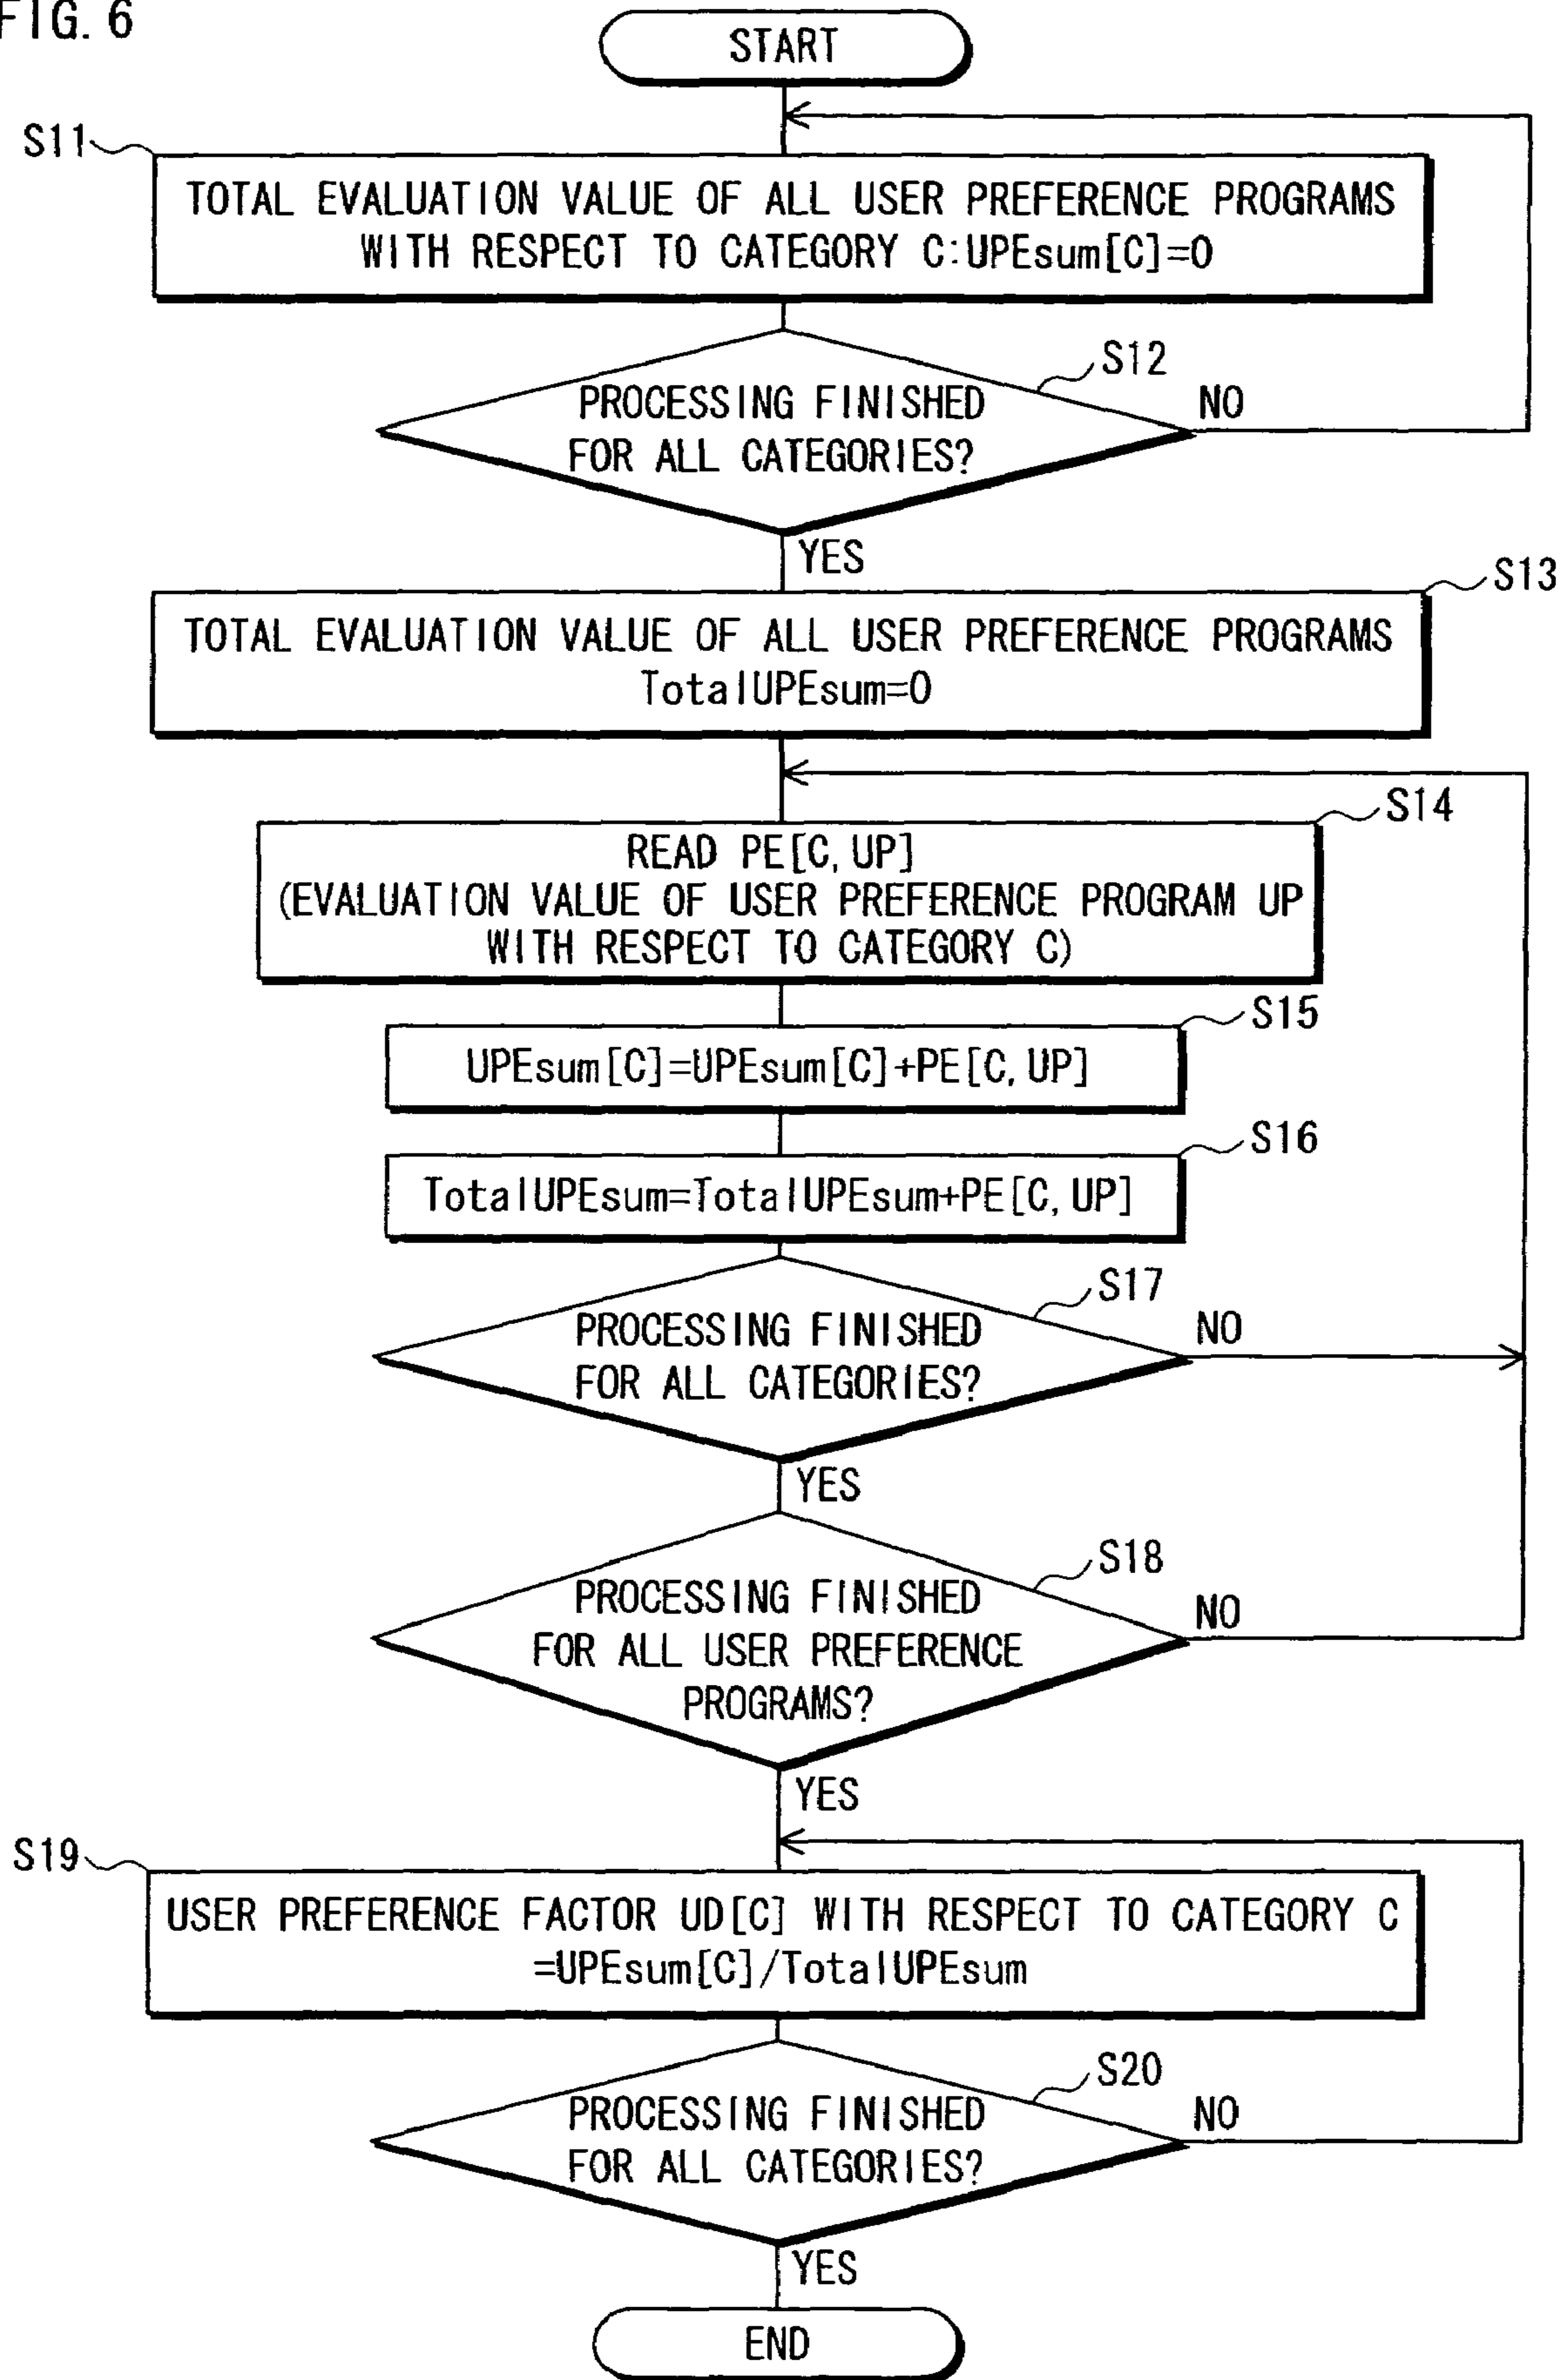 FIG. 6
START
S11
TOTAL EVALUATION VALUE OF ALL USER PREFERENCE PROGRAMS
WITH RESPECT TO CATEGORY C:UPEsum[C]=0
S12
PROCESSING FINISHED
FOR ALL CATEGORIES?
NO
YES
S13
TOTAL EVALUATION VALUE OF ALL USER PREFERENCE PROGRAMS
TotalUPEsum=0
S14
READ PE[C, UP]
(EVALUATION VALUE OF USER PREFERENCE PROGRAM UP
WITH RESPECT TO CATEGORY C)
S15
UPEsum[C]=UPEsum[C]+PE[C, UP]
S16
TotalUPEsum=TotalUPEsum+PE[C, UP]
S17
PROCESSING FINISHED
FOR ALL CATEGORIES?
NO
YES
S18
PROCESSING FINISHED
FOR ALL USER PREFERENCE
PROGRAMS?
NO
YES
S19
USER PREFERENCE FACTOR UD[C] WITH RESPECT TO CATEGORY C
=UPEsum[C]/TotalUPEsum
S20
PROCESSING FINISHED
FOR ALL CATEGORIES?
NO
YES
END